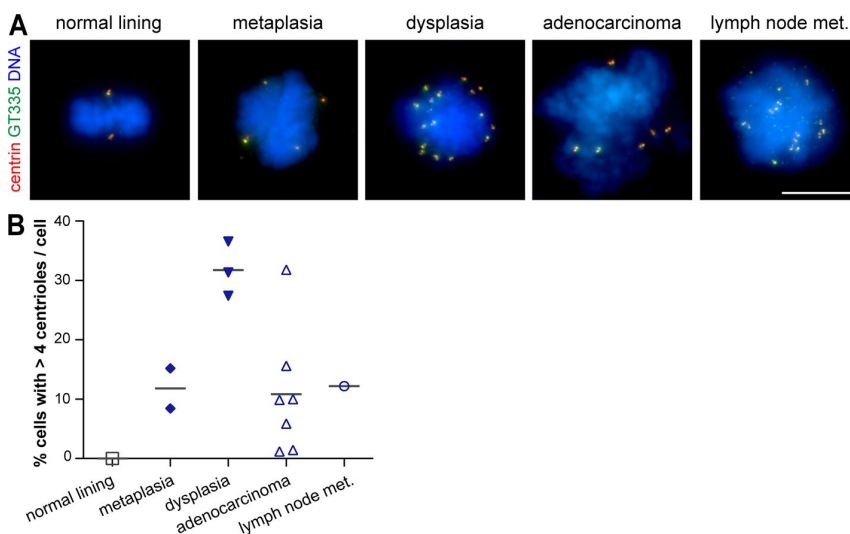 A
normal lining
metaplasia
dysplasia
adenocarcinoma
lymph node met.
centrin GT335 DNA
B
% cells with > 4 centrioles / cell
40
30
20
10
0
normal lining
metaplasia
dysplasia
adenocarcinoma
lymph node met.